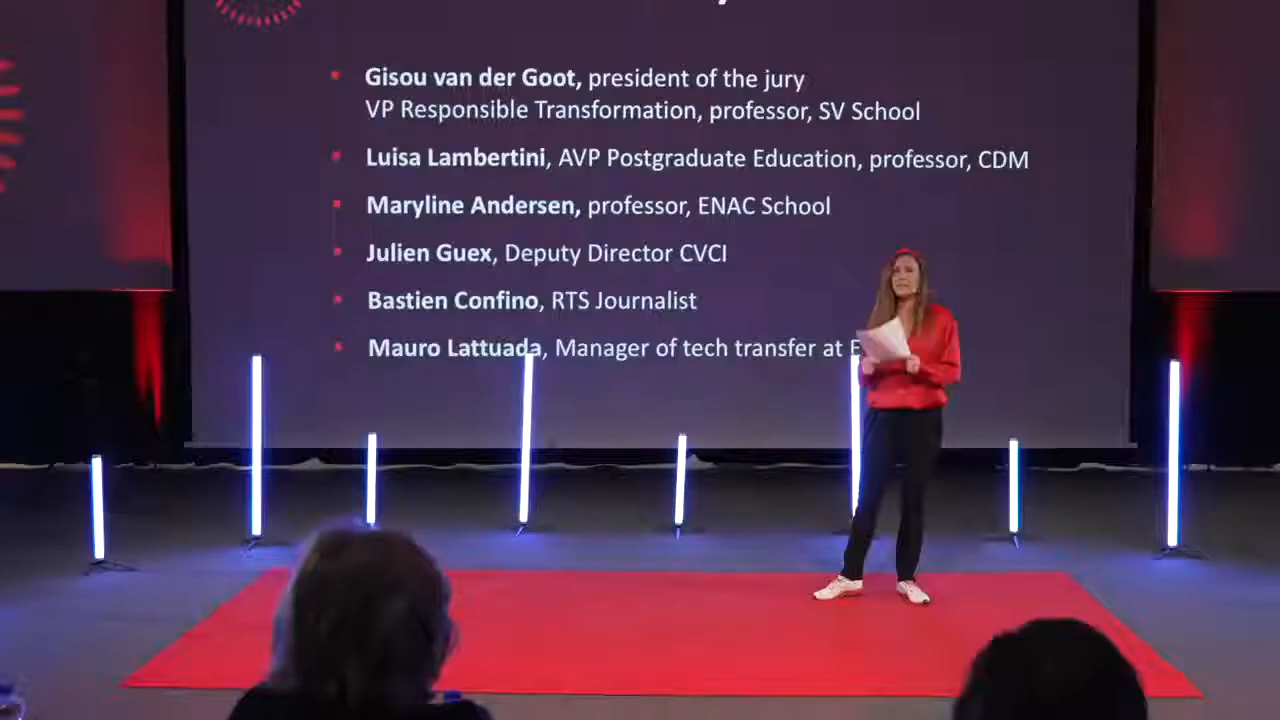 Gisou van der Goot, president of the jury
VP Responsible Transformation, professor, SV School
Luisa Lambertini, AVP Postgraduate Education, professor, CDM
Maryline Andersen, professor, ENAC School
Julien Guex, Deputy Director CVCI
Bastien Confino, RTS Journalist
Mauro Lattuada, Manager of tech transfer at